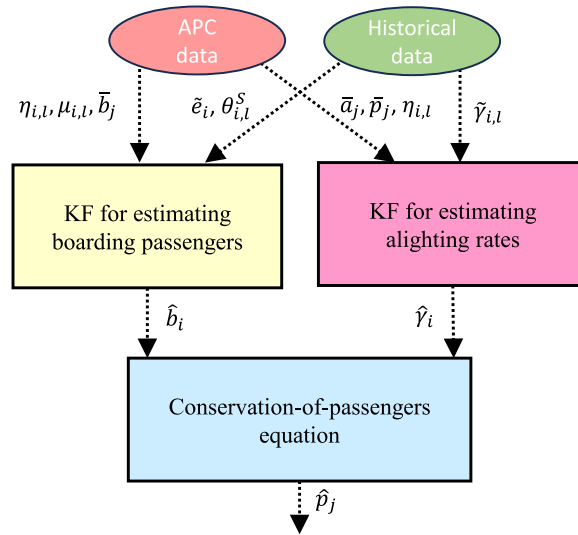 APC
data
Historical
data
η_{i,l}, μ_{i,l}, b̄_j
ẽ_i, θ^S_{i,l}
ā_j, p̄_j, η_{i,l}
γ̃_{i,l}
KF for estimating
boarding passengers
KF for estimating
alighting rates
b̂_i
γ̂_i
Conservation-of-passengers
equation
p̂_j